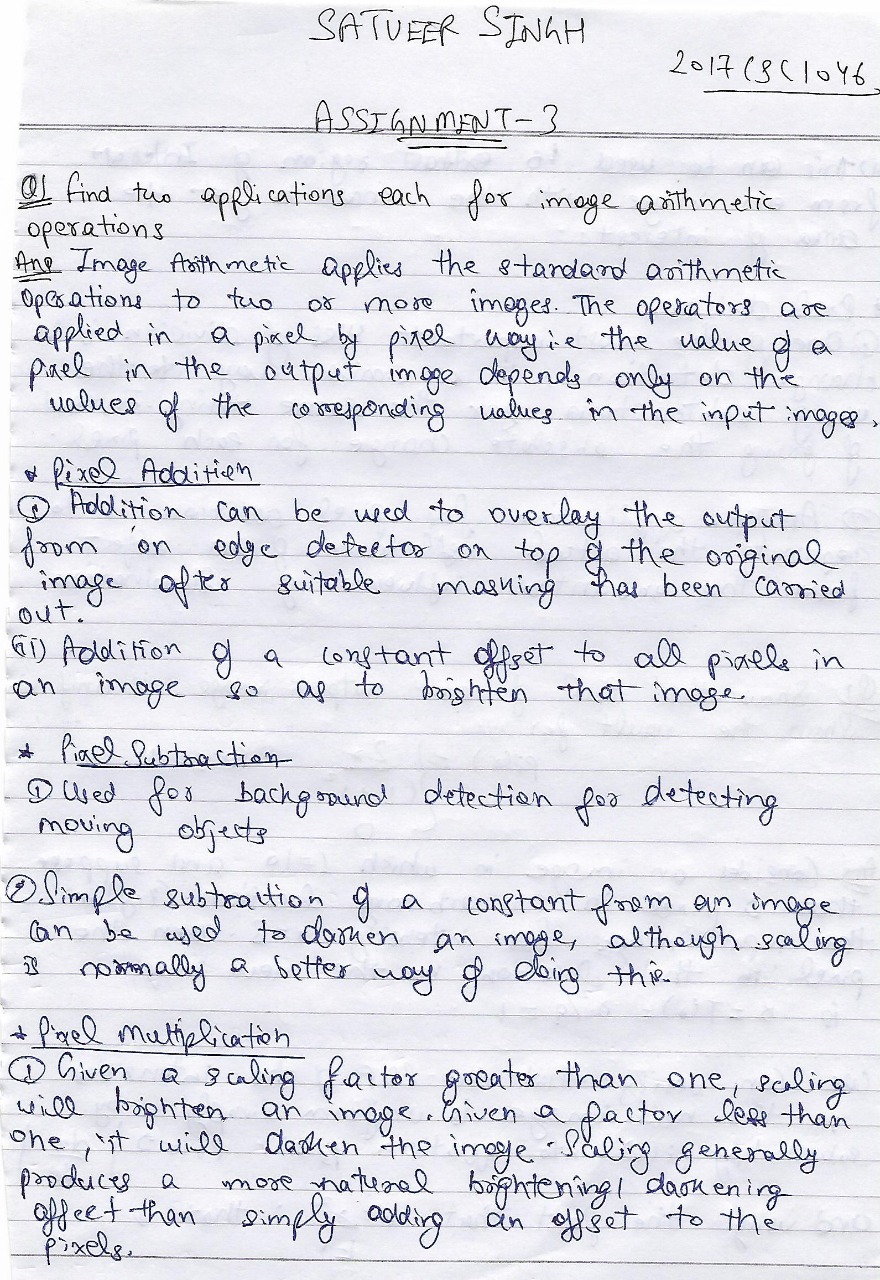 SATVEER SINGH
2017CSC1046
ASSIGNMENT-3
Q1 find two applications each for image arithmetic
operations
Ans Image Arithmetic applies the standard arithmetic
operations to two or more images. The operators are
applied in a pixel by pixel way i.e the value of a
pixel in the output image depends only on the
values of the corresponding values in the input images.
* Pixel Addition
① Addition can be used to overlay the output
from an edge detector on top of the original
image after suitable masking has been carried
out.
(ii) Addition of a constant offset to all pixels in
an image so as to brighten that image.
* Pixel Subtraction
① Used for background detection for detecting
moving objects
② Simple subtraction of a constant from an image
can be used to darken an image, although scaling
is normally a better way of doing this.
* Pixel Multiplication
① Given a scaling factor greater than one, scaling
will brighten an image. Given a factor less than
one, it will darken the image. Scaling generally
produces a more natural brightening/ darkening
affect than simply adding an offset to the
pixels.